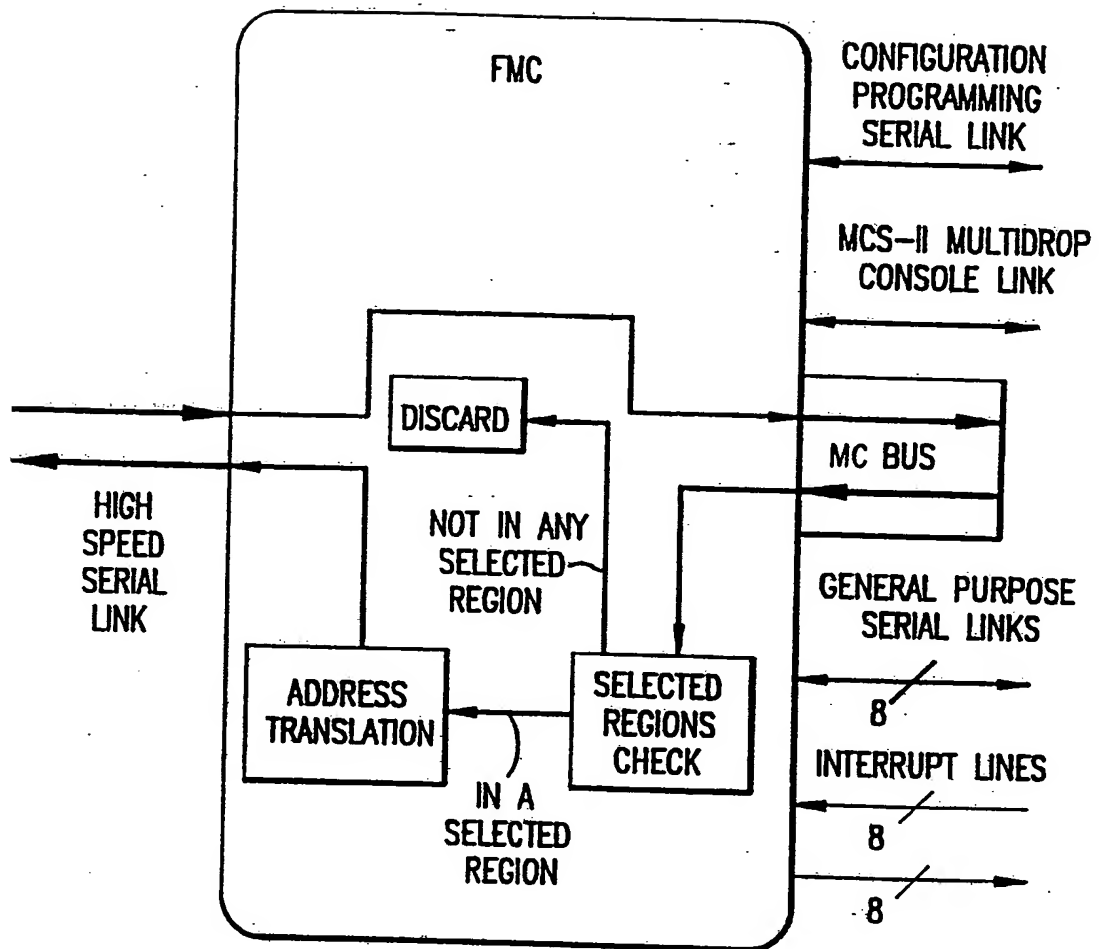 FMC
CONFIGURATION
PROGRAMMING
SERIAL LINK
MCS-II MULTIDROP
CONSOLE LINK
DISCARD
MC BUS
HIGH
SPEED
SERIAL
LINK
NOT IN ANY
SELECTED
REGION
GENERAL PURPOSE
SERIAL LINKS
8
ADDRESS
TRANSLATION
SELECTED
REGIONS
CHECK
IN A
SELECTED
REGION
INTERRUPT LINES
8
8